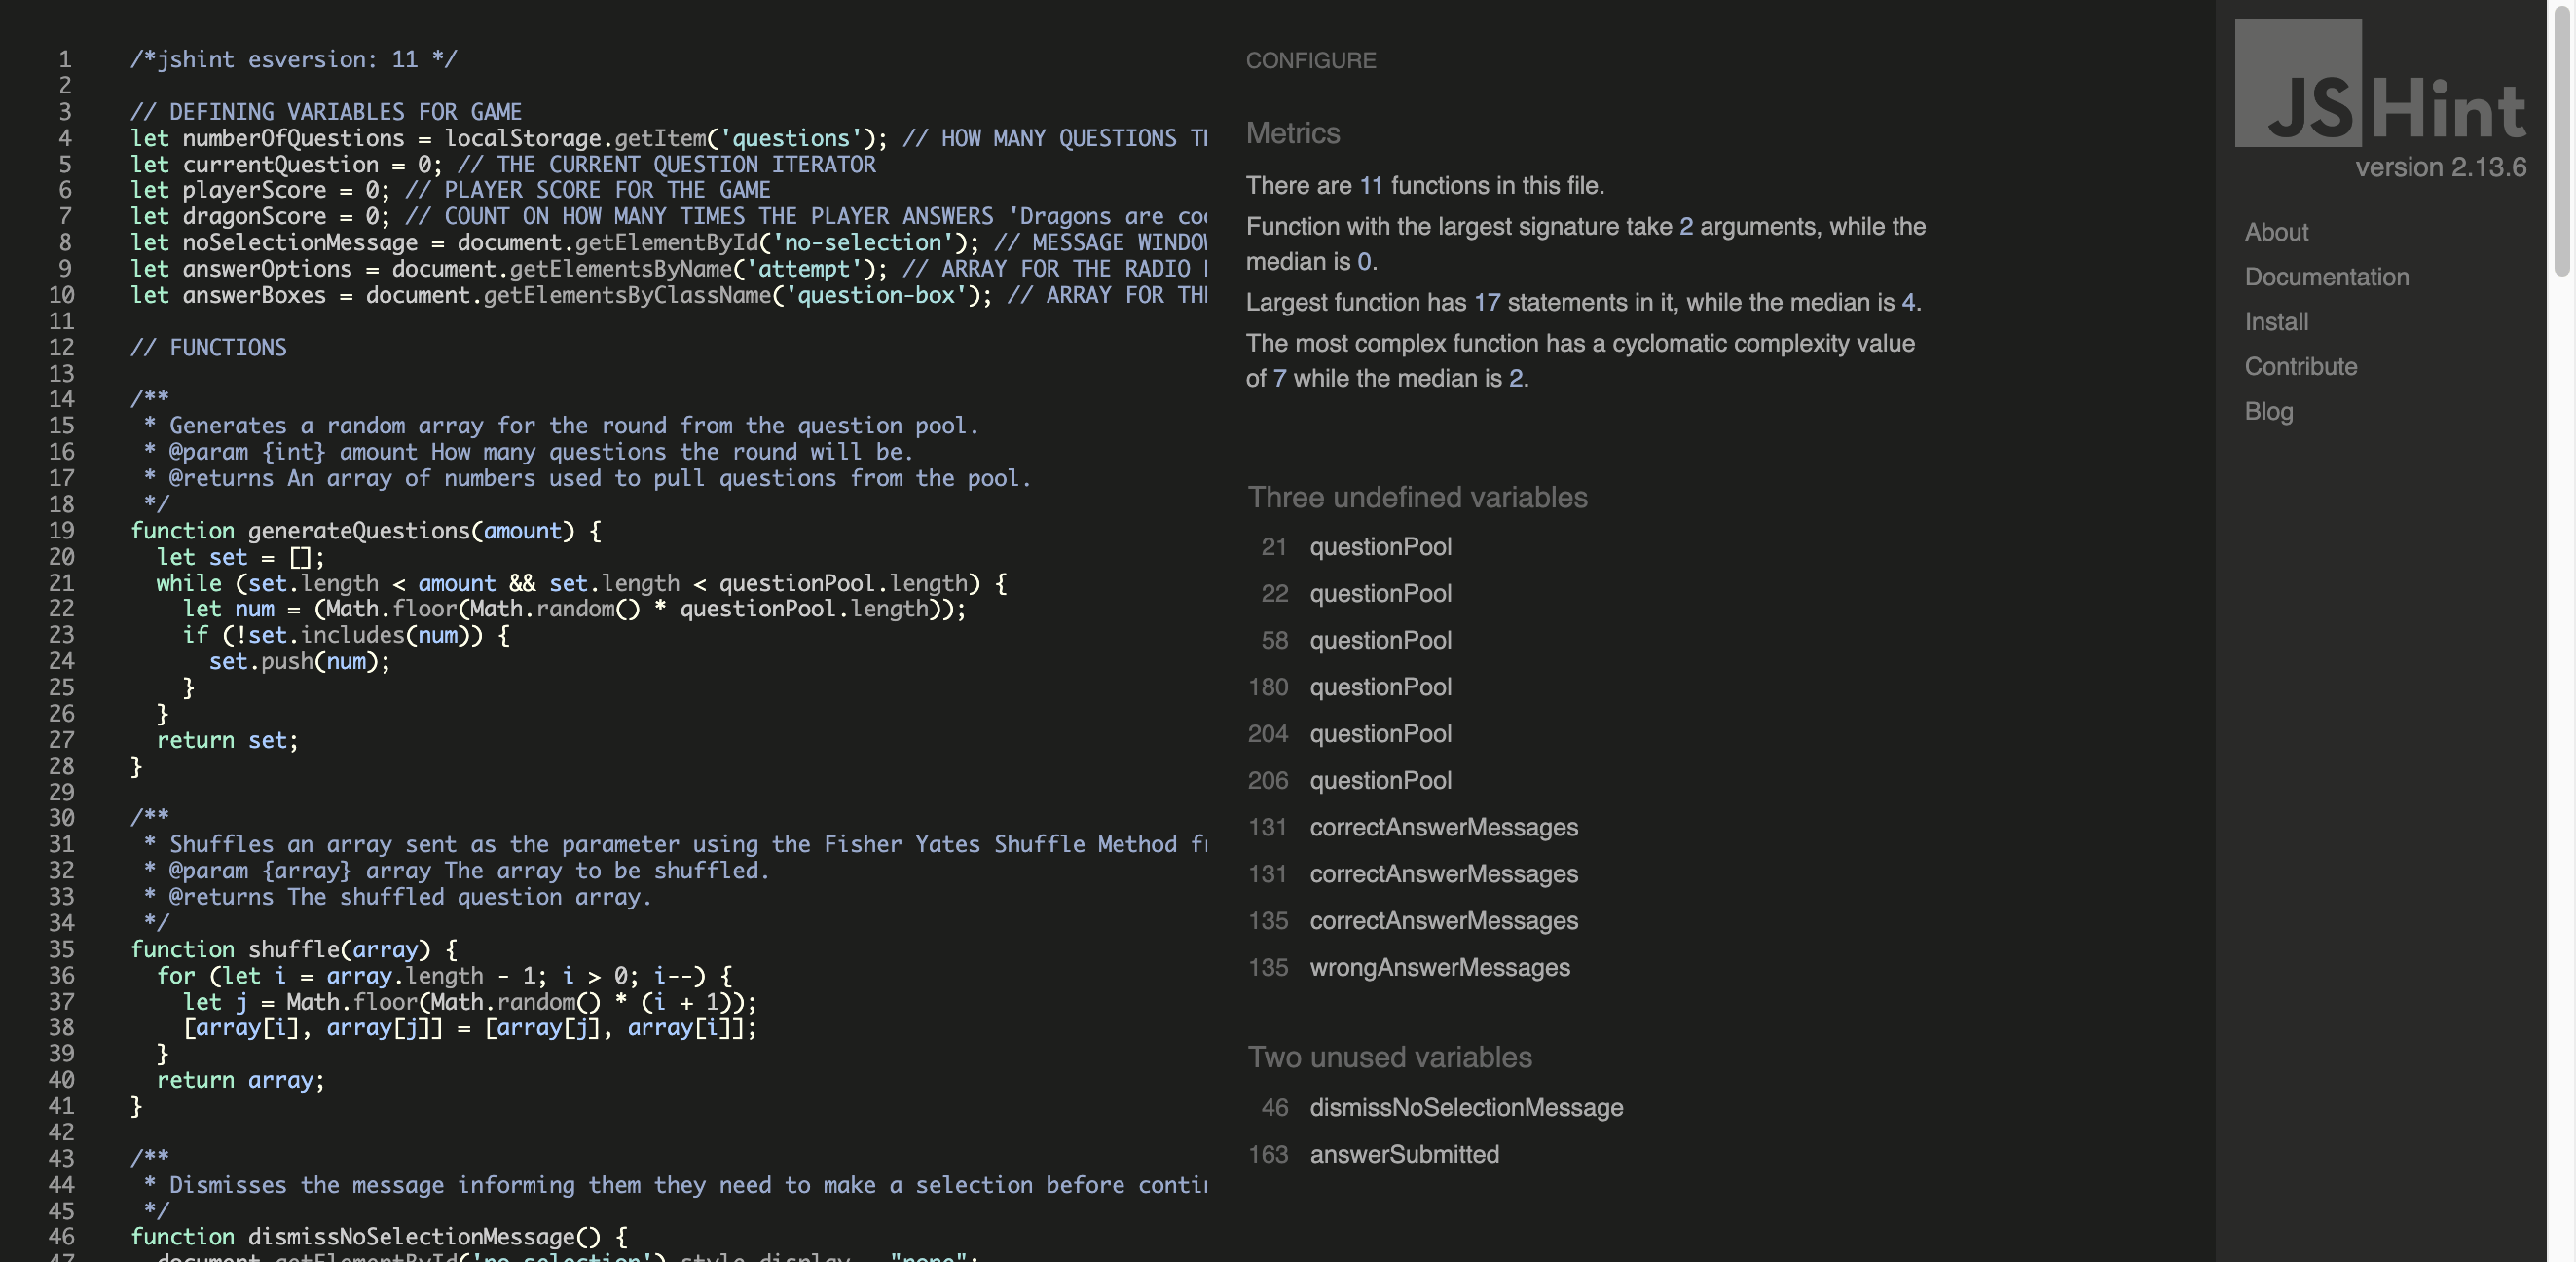 1 /*jshint esversion: 11 */
2
3 // DEFINING VARIABLES FOR GAME
4 let numberOfQuestions = localStorage.getItem('questions'); // HOW MANY QUESTIONS
5 let currentQuestion = 0; // THE CURRENT QUESTION ITERATOR
6 let playerScore = 0; // PLAYER SCORE FOR THE GAME
7 let dragonScore = 0; // COUNT ON HOW MANY TIMES THE PLAYER ANSWERS 'Dragons are
8 let noSelectionMessage = document.getElementById('no-selection'); // MESSAGE
9 let answerOptions = document.getElementsByName('attempt'); // ARRAY FOR THE RADIO
10 let answerBoxes = document.getElementsByClassName('question-box'); // ARRAY FOR
11
12 // FUNCTIONS
13
14 /**
15 * Generates a random array for the round from the question pool.
16 * @param {int} amount How many questions the round will be.
17 * @returns An array of numbers used to pull questions from the pool.
18 */
19 function generateQuestions(amount) {
20 let set = [];
21 while (set.length < amount && set.length < questionPool.length) {
22 let num = (Math.floor(Math.random() * questionPool.length));
23 if (!set.includes(num)) {
24 set.push(num);
25 }
26 }
27 return set;
28 }
29
30 /**
31 * Shuffles an array sent as the parameter using the Fisher Yates Shuffle Method
32 * @param {array} array The array to be shuffled.
33 * @returns The shuffled question array.
34 */
35 function shuffle(array) {
36 for (let i = array.length - 1; i > 0; i--) {
37 let j = Math.floor(Math.random() * (i + 1));
38 [array[i], array[j]] = [array[j], array[i]];
39 }
40 return array;
41 }
42
43 /**
44 * Dismisses the message informing them they need to make a selection before
45 */
46 function dismissNoSelectionMessage() {
CONFIGURE
Metrics
There are 11 functions in this file.
Function with the largest signature take 2 arguments, while the
median is 0.
Largest function has 17 statements in it, while the median is 4.
The most complex function has a cyclomatic complexity value
of 7 while the median is 2.
Three undefined variables
21 questionPool
22 questionPool
58 questionPool
180 questionPool
204 questionPool
206 questionPool
131 correctAnswerMessages
131 correctAnswerMessages
135 correctAnswerMessages
135 wrongAnswerMessages
Two unused variables
46 dismissNoSelectionMessage
163 answerSubmitted
JSHint
version 2.13.6
About
Documentation
Install
Contribute
Blog